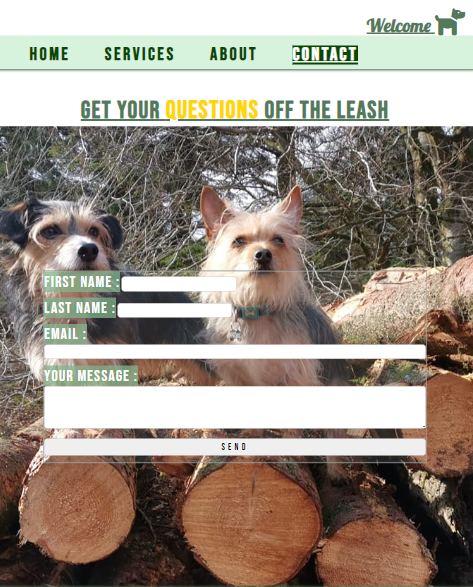 Welcome
HOME SERVICES ABOUT CONTACT
GET YOUR QUESTIONS OFF THE LEASH
FIRST NAME :
LAST NAME :
EMAIL :
YOUR MESSAGE :
SEND